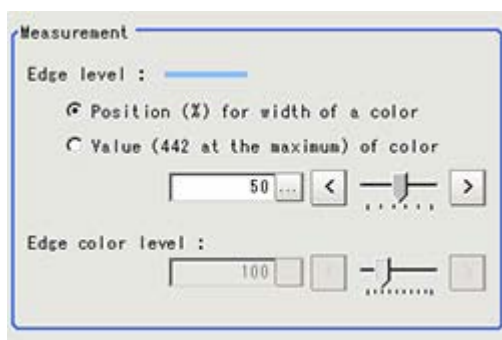 Measurement
Edge level :
Position (%) for width of a color
Value (442 at the maximum) of color
50 ... < >
Edge color level :
100